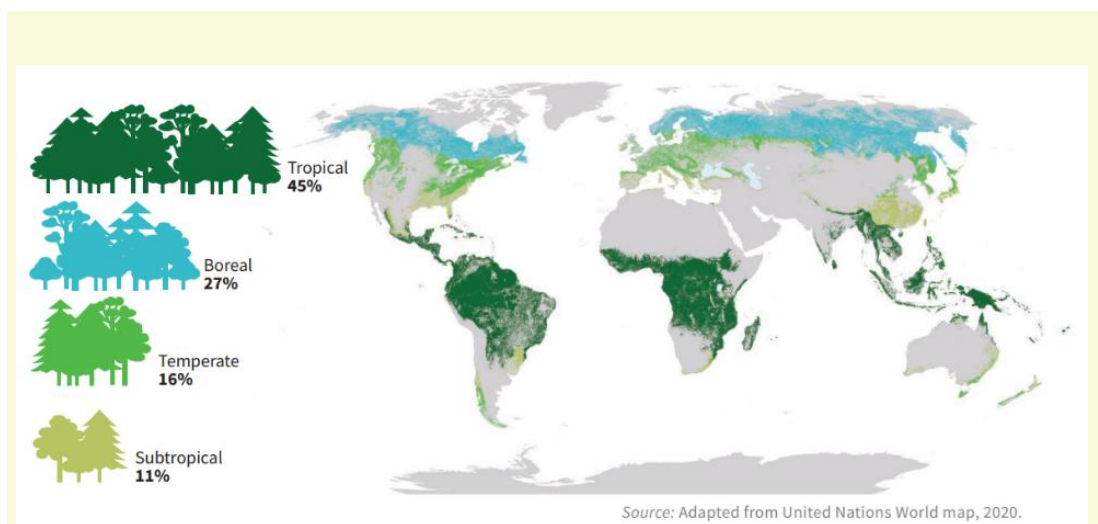 Tropical
45%
Boreal
27%
Temperate
16%
Subtropical
11%
Source: Adapted from United Nations World map, 2020.